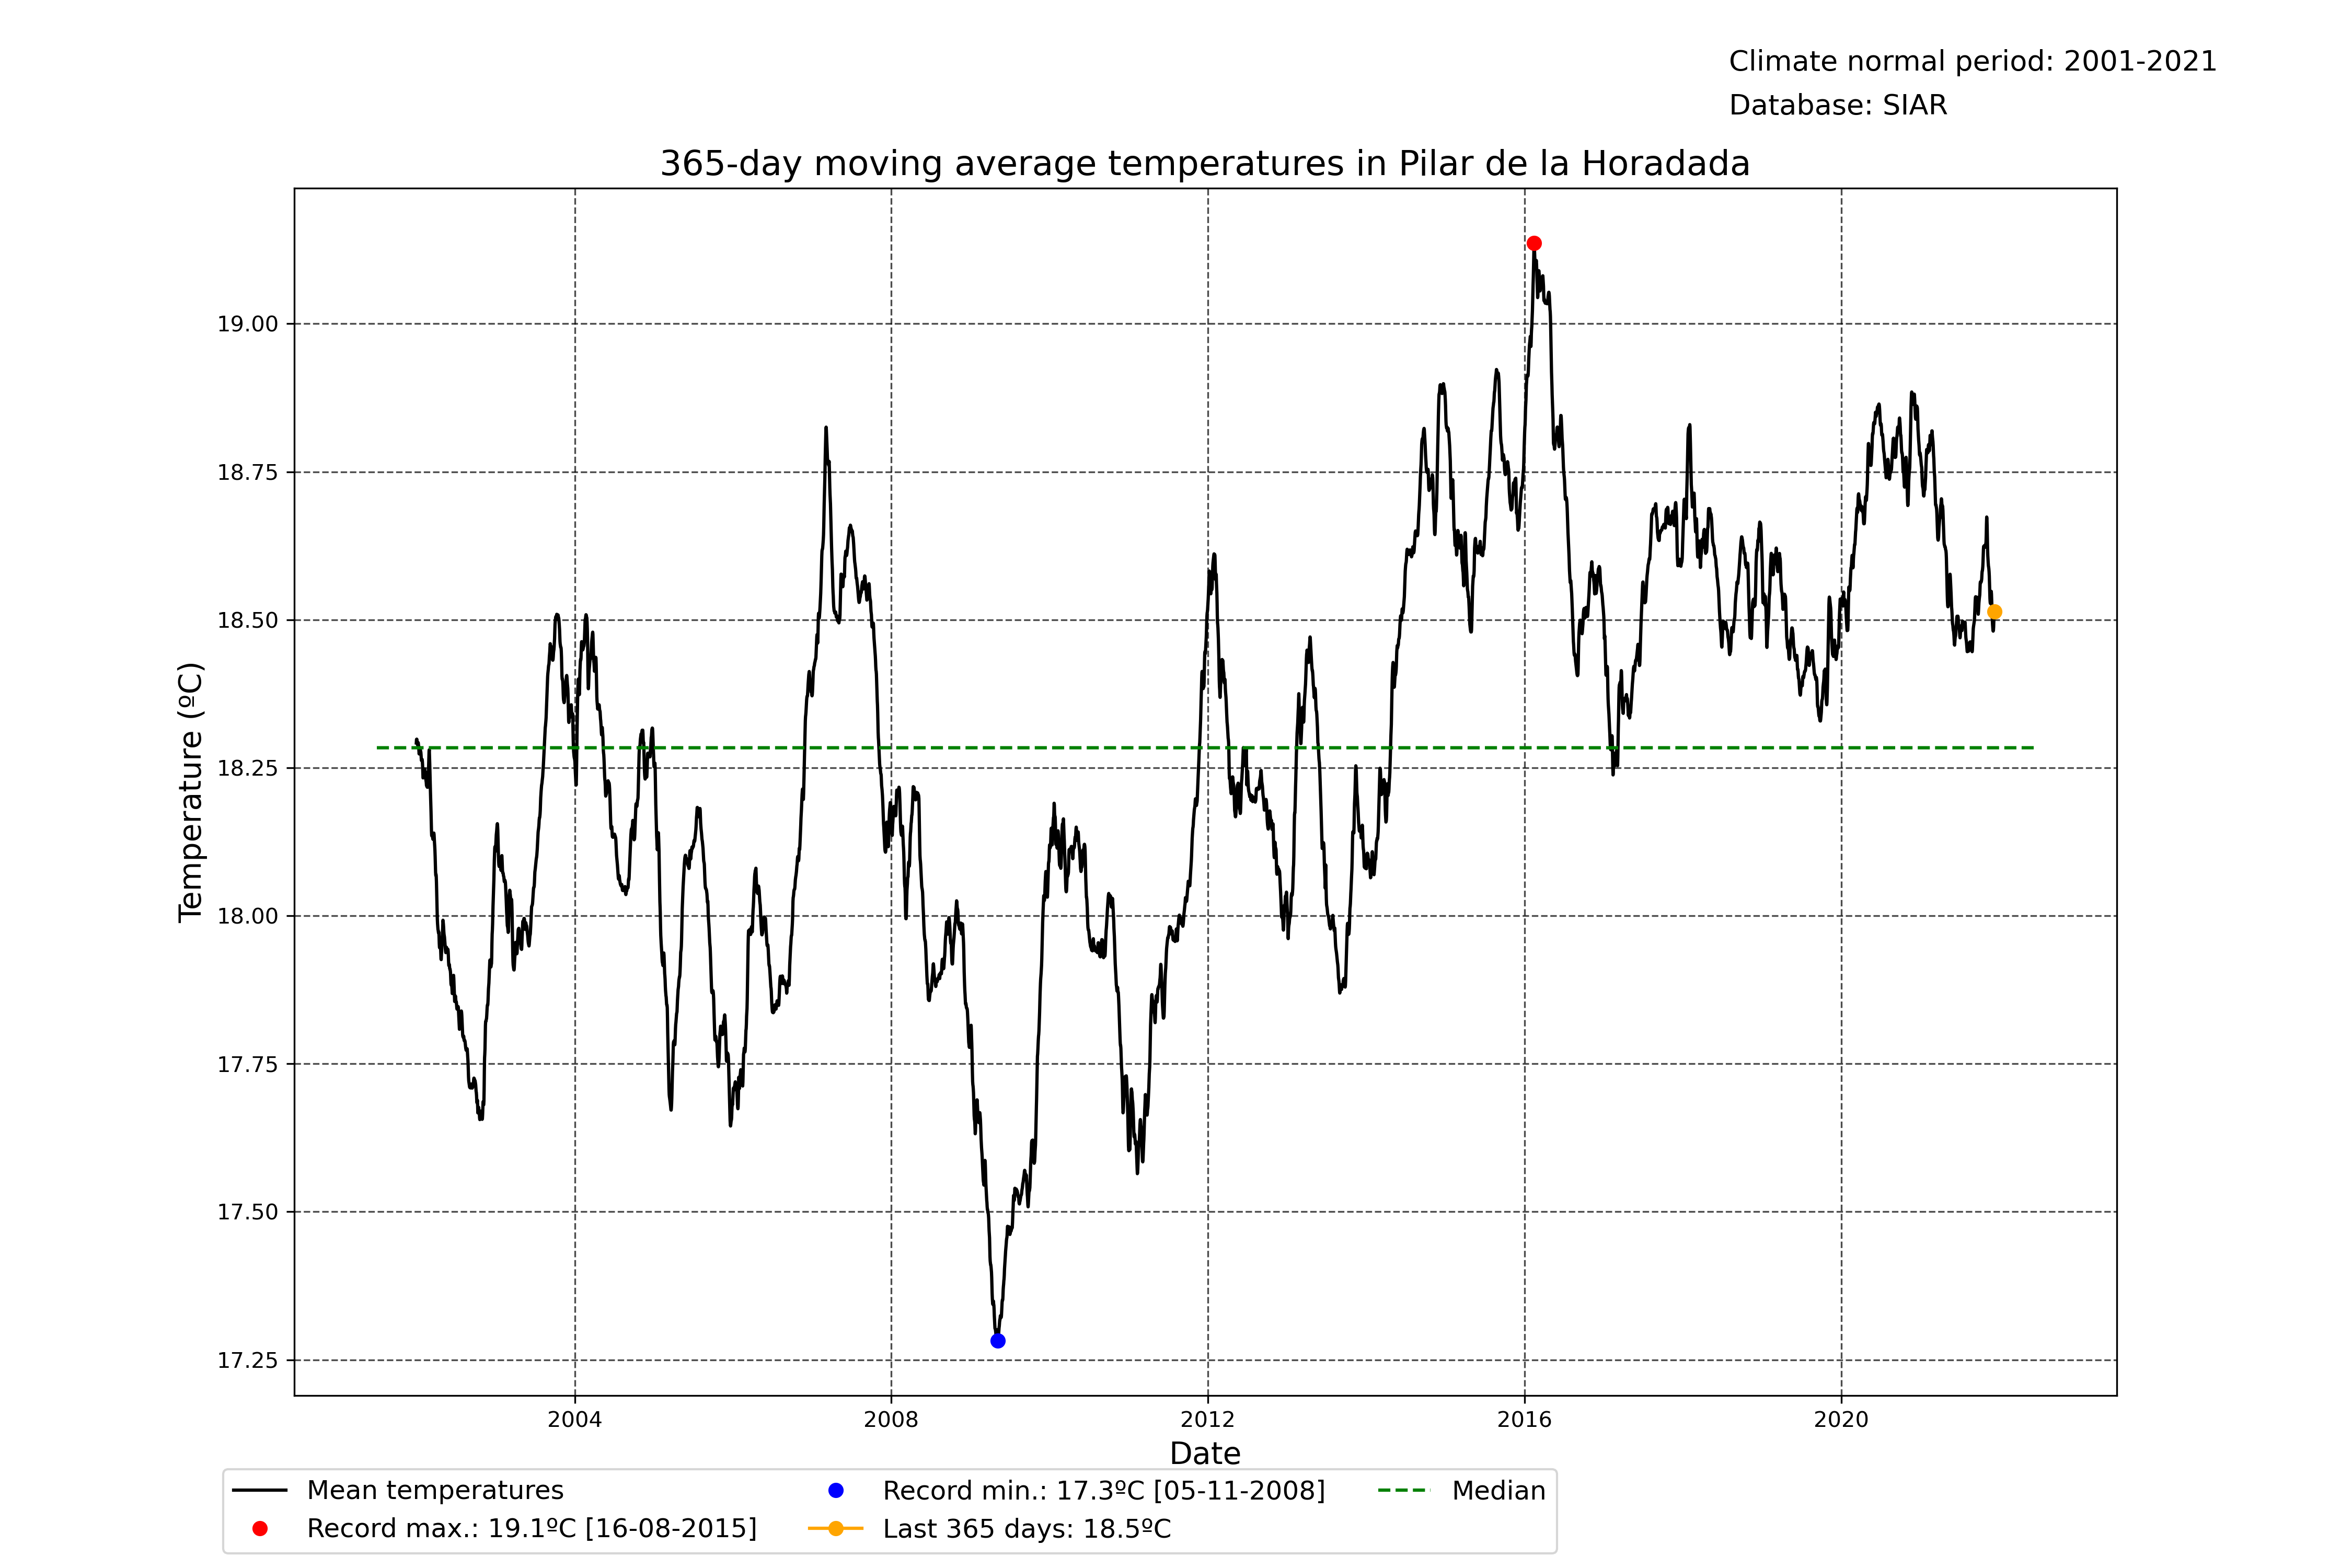 Climate normal period: 2001-2021
Database: SIAR
365-day moving average temperatures in Pilar de la Horadada
Temperature (ºC)
19.00
18.75
18.50
18.25
18.00
17.75
17.50
17.25
2004
2008
2012
2016
2020
Date
Mean temperatures
Record max.: 19.1ºC [16-08-2015]
Record min.: 17.3ºC [05-11-2008]
Last 365 days: 18.5ºC
Median